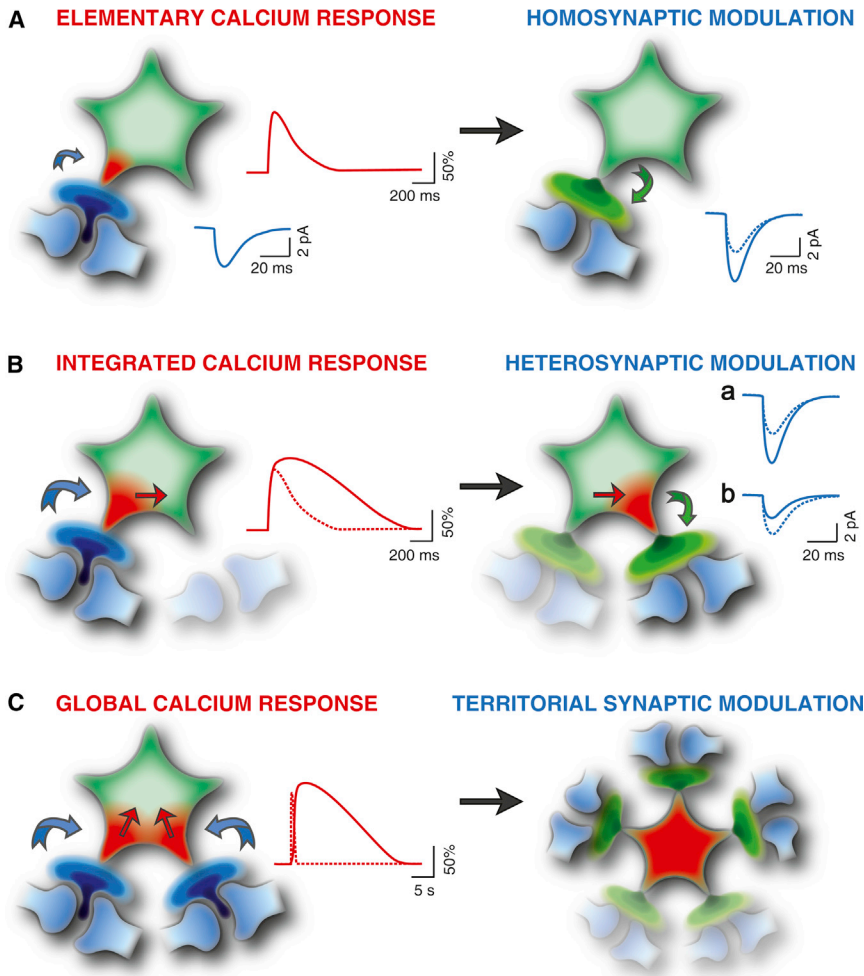 A ELEMENTARY CALCIUM RESPONSE HOMOSYNAPTIC MODULATION
50%
200 ms
2 pA
20 ms
2 pA
20 ms
B INTEGRATED CALCIUM RESPONSE HETEROSYNAPTIC MODULATION
a
50%
200 ms
b
2 pA
20 ms
C GLOBAL CALCIUM RESPONSE TERRITORIAL SYNAPTIC MODULATION
50%
5 s